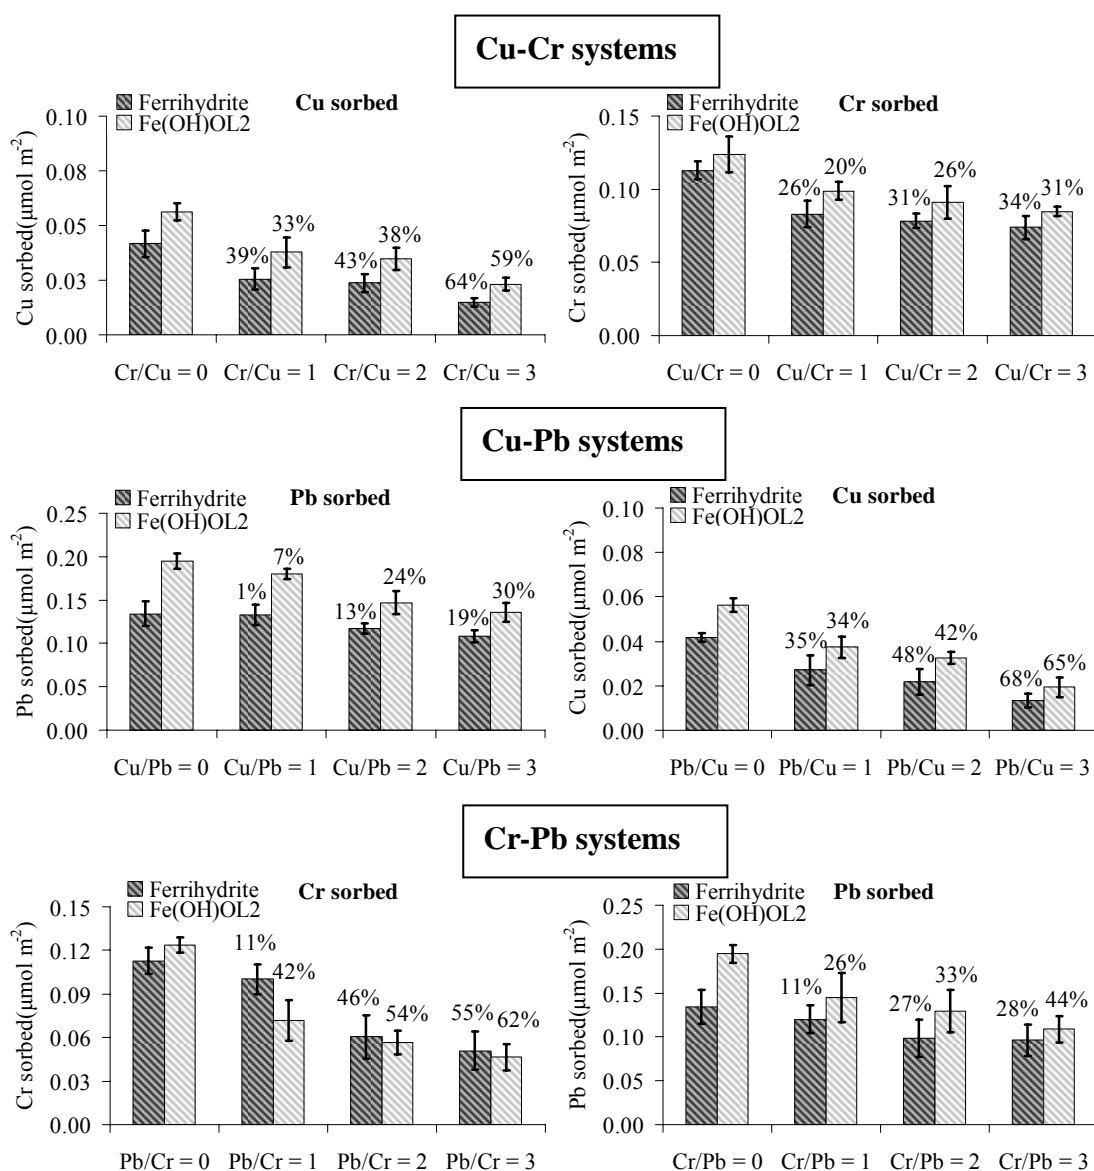 Cu-Cr systems
Ferrihydrite
Fe(OH)OL2
Cu sorbed
Cu sorbed(µmol m-2)
0.10
0.08
0.05
0.03
0.00
39%
33%
43%
38%
64%
59%
Cr/Cu = 0
Cr/Cu = 1
Cr/Cu = 2
Cr/Cu = 3
Ferrihydrite
Fe(OH)OL2
Cr sorbed
Cr sorbed(µmol m-2)
0.15
0.10
0.05
0.00
26%
20%
31%
26%
34%
31%
Cu/Cr = 0
Cu/Cr = 1
Cu/Cr = 2
Cu/Cr = 3
Cu-Pb systems
Ferrihydrite
Fe(OH)OL2
Pb sorbed
Pb sorbed(µmol m-2)
0.25
0.20
0.15
0.10
0.05
0.00
1%
7%
13%
24%
19%
30%
Cu/Pb = 0
Cu/Pb = 1
Cu/Pb = 2
Cu/Pb = 3
Ferrihydrite
Fe(OH)OL2
Cu sorbed
Cu sorbed(µmol m-2)
0.10
0.08
0.06
0.04
0.02
0.00
35%
34%
48%
42%
68%
65%
Pb/Cu = 0
Pb/Cu = 1
Pb/Cu = 2
Pb/Cu = 3
Cr-Pb systems
Ferrihydrite
Fe(OH)OL2
Cr sorbed
Cr sorbed(µmol m-2)
0.15
0.12
0.09
0.06
0.03
0.00
11%
42%
46%
54%
55%
62%
Pb/Cr = 0
Pb/Cr = 1
Pb/Cr = 2
Pb/Cr = 3
Ferrihydrite
Fe(OH)OL2
Pb sorbed
Pb sorbed(µmol m-2)
0.25
0.20
0.15
0.10
0.05
0.00
11%
26%
27%
33%
28%
44%
Cr/Pb = 0
Cr/Pb = 1
Cr/Pb = 2
Cr/Pb = 3